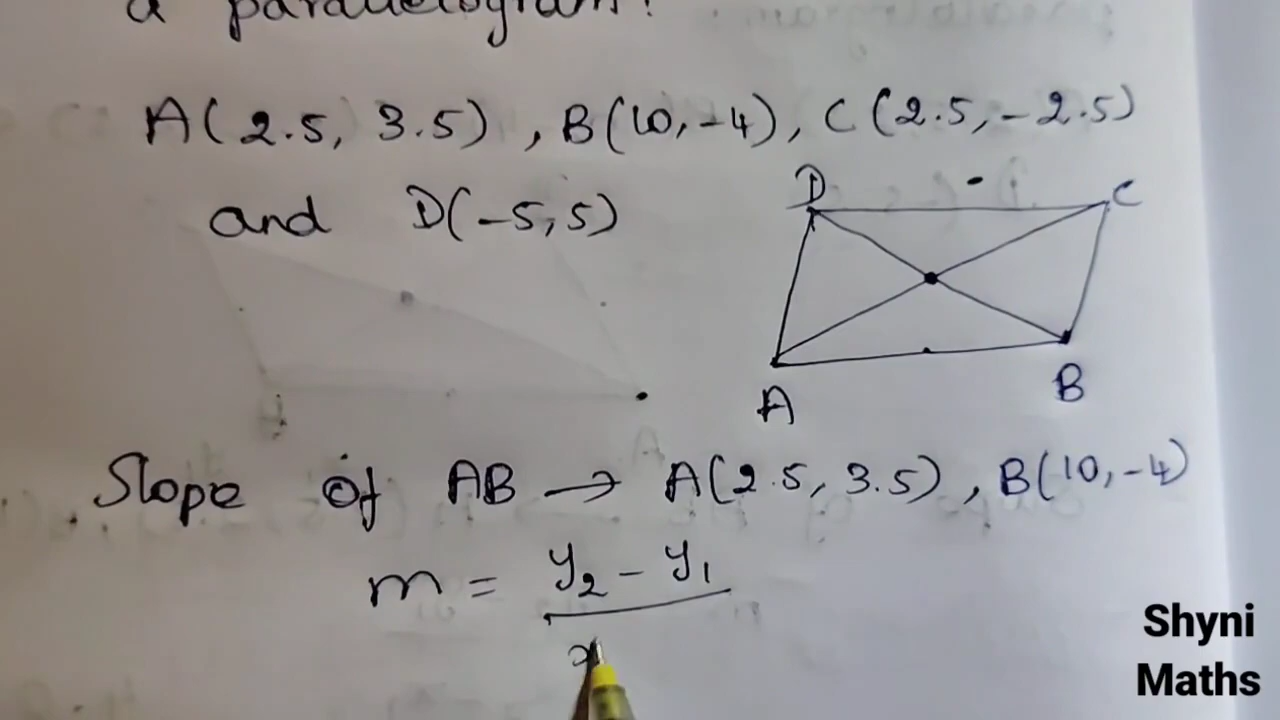 a parallelogram?
A(2.5, 3.5), B(10,-4), C(2.5,-2.5)
and D(-5,5)
D C
A B
Slope of AB → A(2.5, 3.5), B(10,-4)
m = y₂ - y₁
x
Shyni
Maths